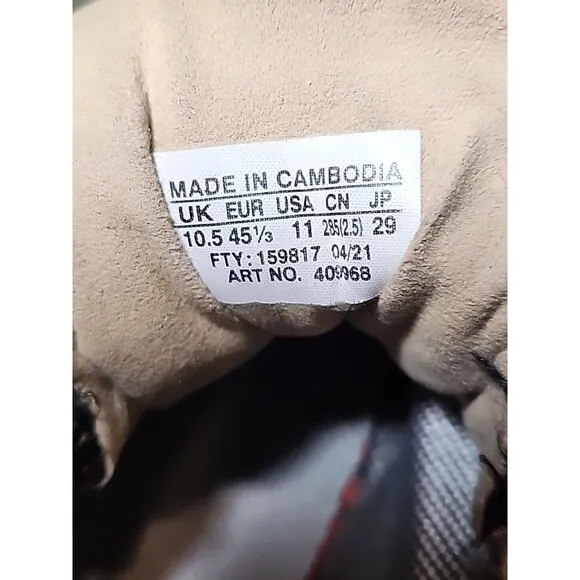 MADE IN CAMBODIA
UK EUR USA CN JP
10.5 45⅓ 11 285(2.5) 29
FTY: 159817 04/21
ART NO. 409968